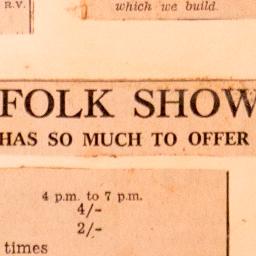 R.V.
which we build.
FOLK SHOW
HAS SO MUCH TO OFFER
4 p.m. to 7 p.m.
4/-
2/-
times